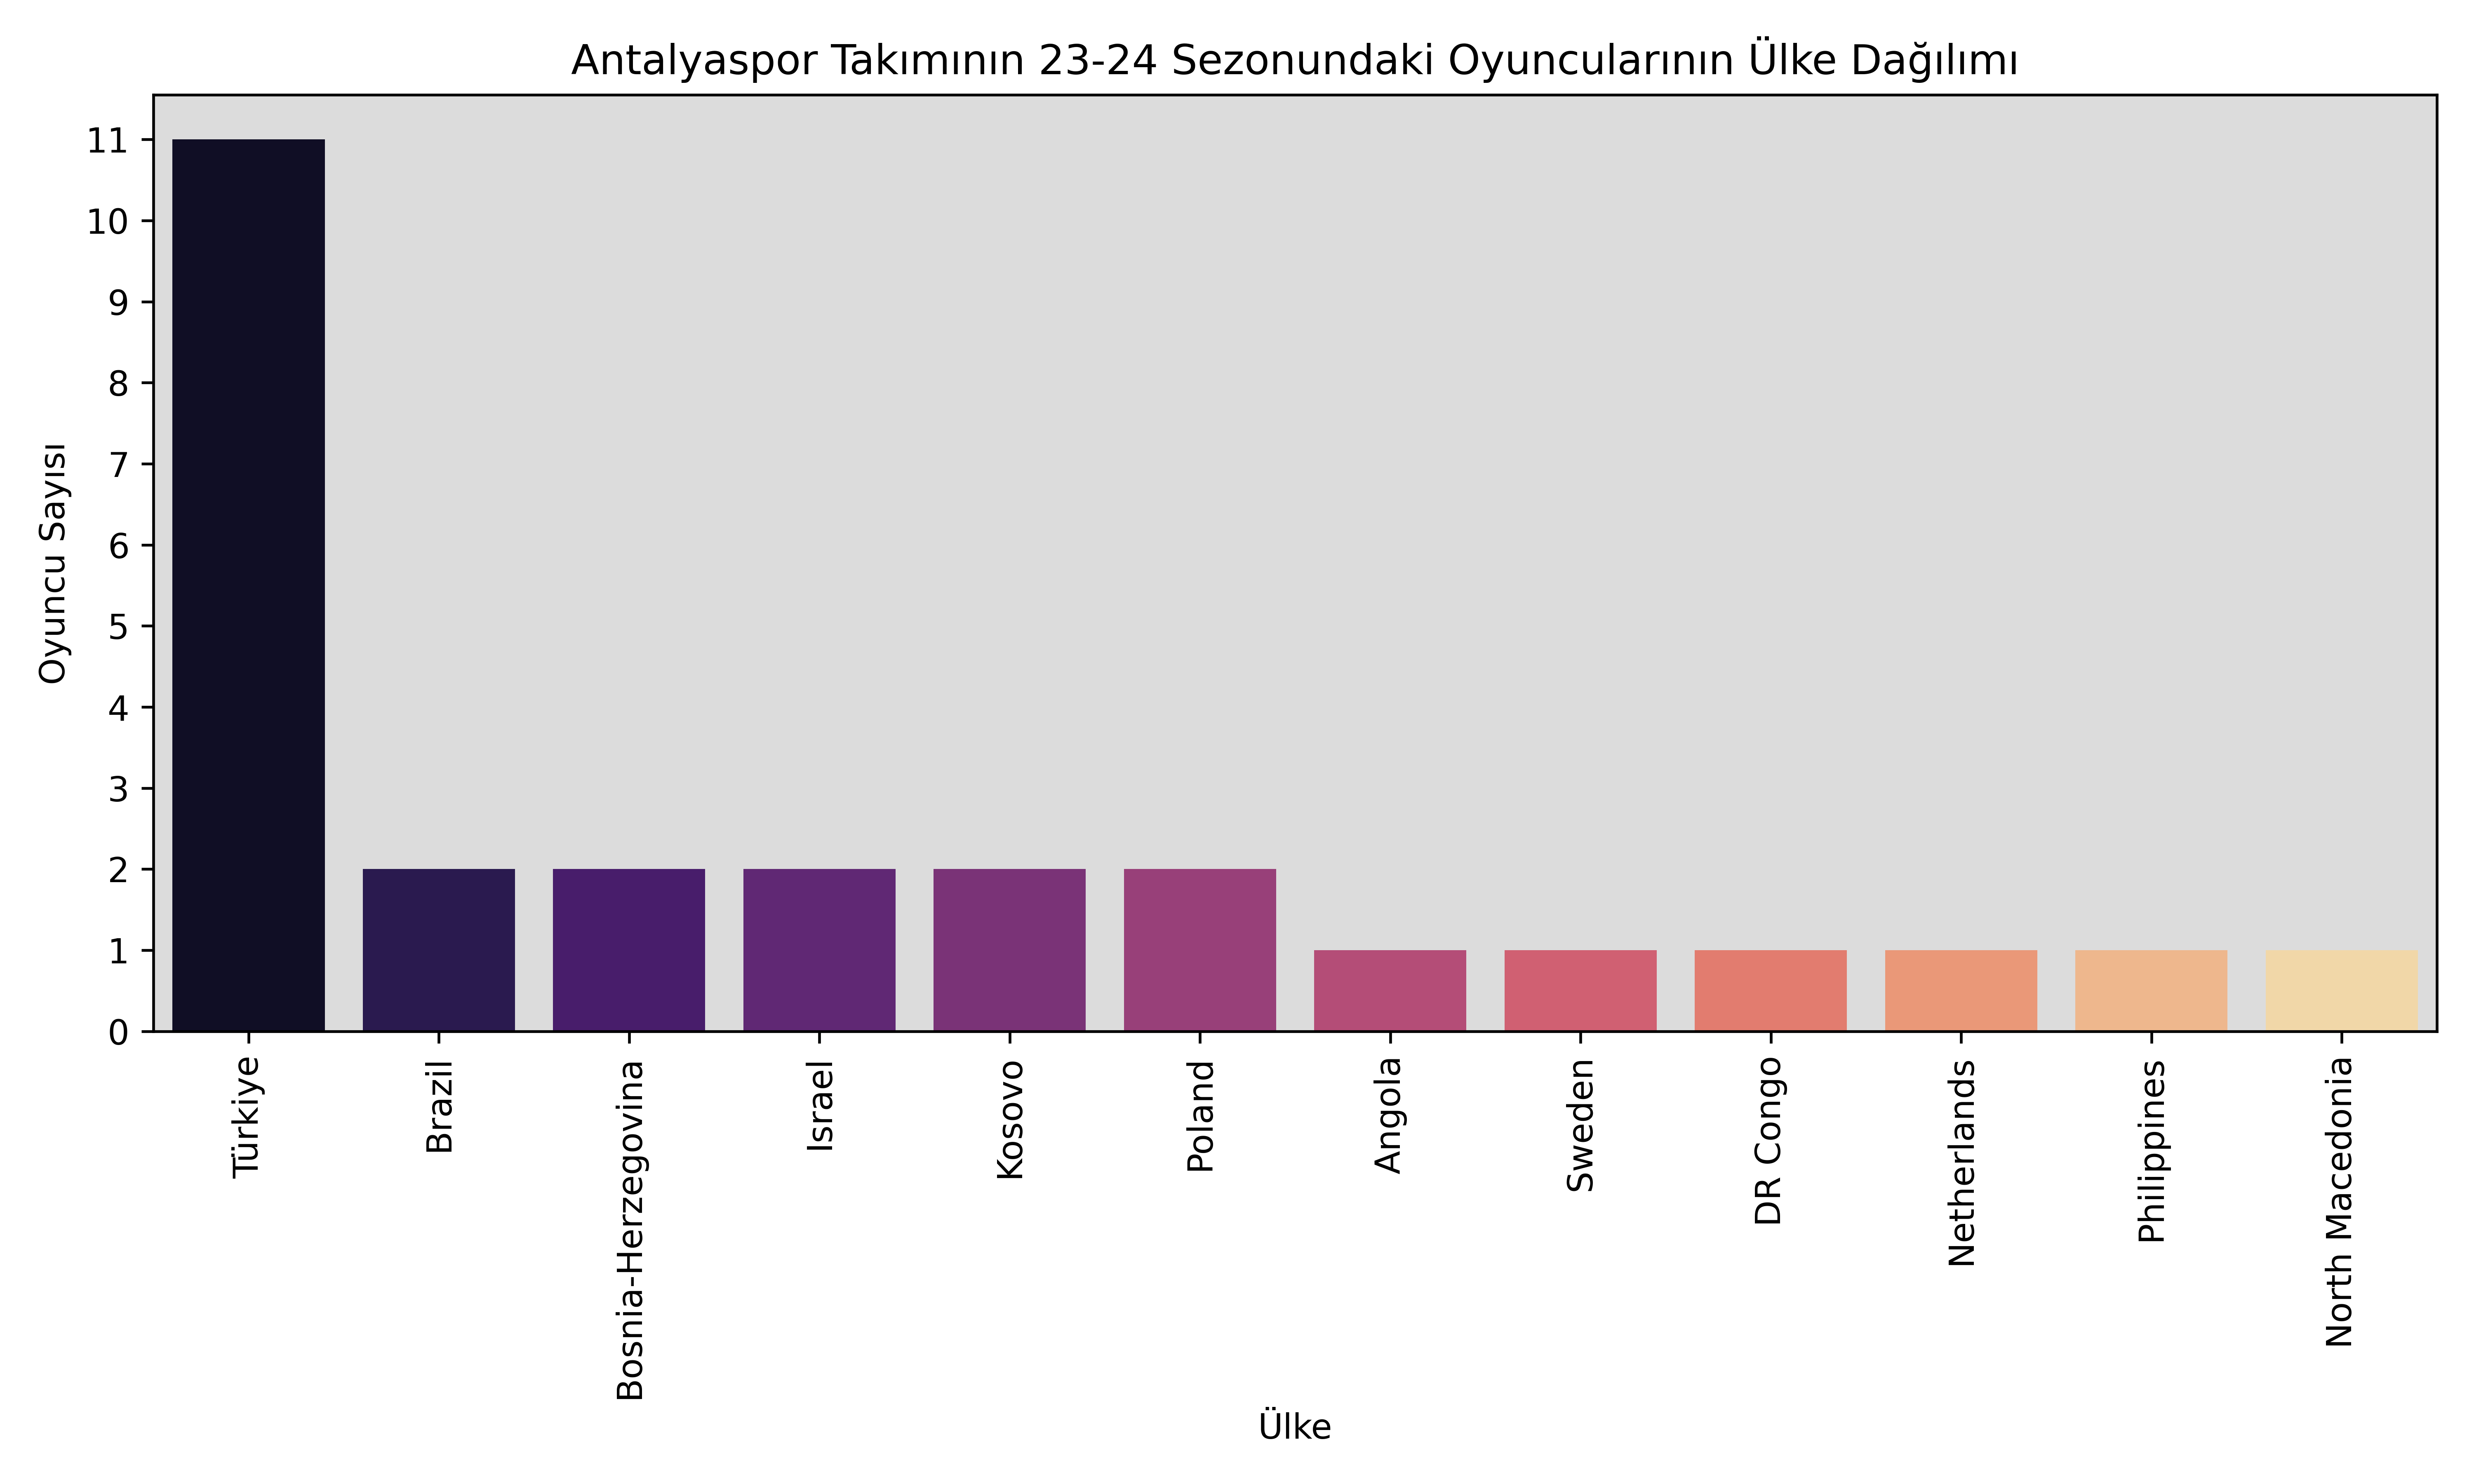 Antalyaspor Takımının 23-24 Sezonundaki Oyuncularının Ülke Dağılımı
Oyuncu Sayısı
11
10
9
8
7
6
5
4
3
2
1
0
Türkiye
Brazil
Bosnia-Herzegovina
Israel
Kosovo
Poland
Angola
Sweden
DR Congo
Netherlands
Philippines
North Macedonia
Ülke